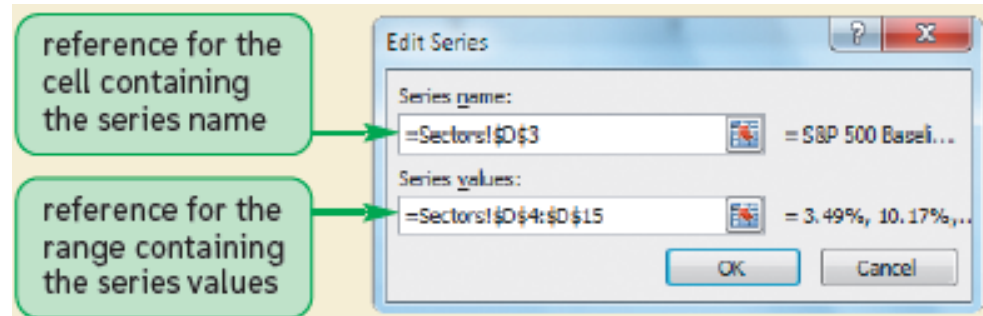 reference for the
cell containing
the series name
reference for the
range containing
the series values
Edit Series
?
Series name:
=Sectors!$D$3
= S&P 500 Baseli...
Series values:
=Sectors!$D$4:$D$15
= 3.49%, 10.17%,..
OK
Cancel